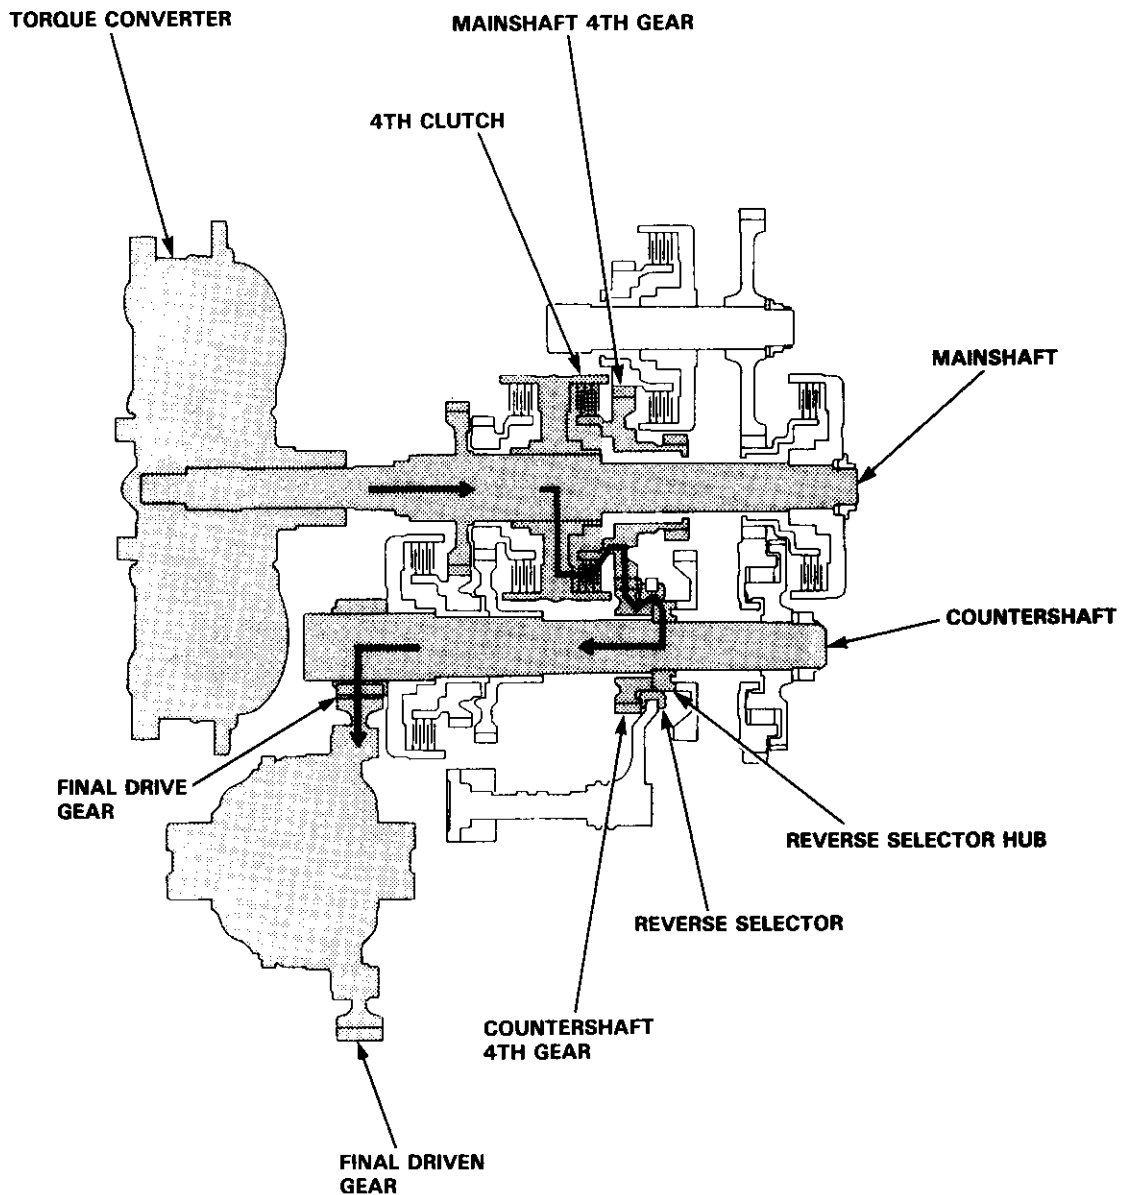 TORQUE CONVERTER
MAINSHAFT 4TH GEAR
4TH CLUTCH
MAINSHAFT
COUNTERSHAFT
FINAL DRIVE
GEAR
REVERSE SELECTOR HUB
REVERSE SELECTOR
COUNTERSHAFT
4TH GEAR
FINAL DRIVEN
GEAR